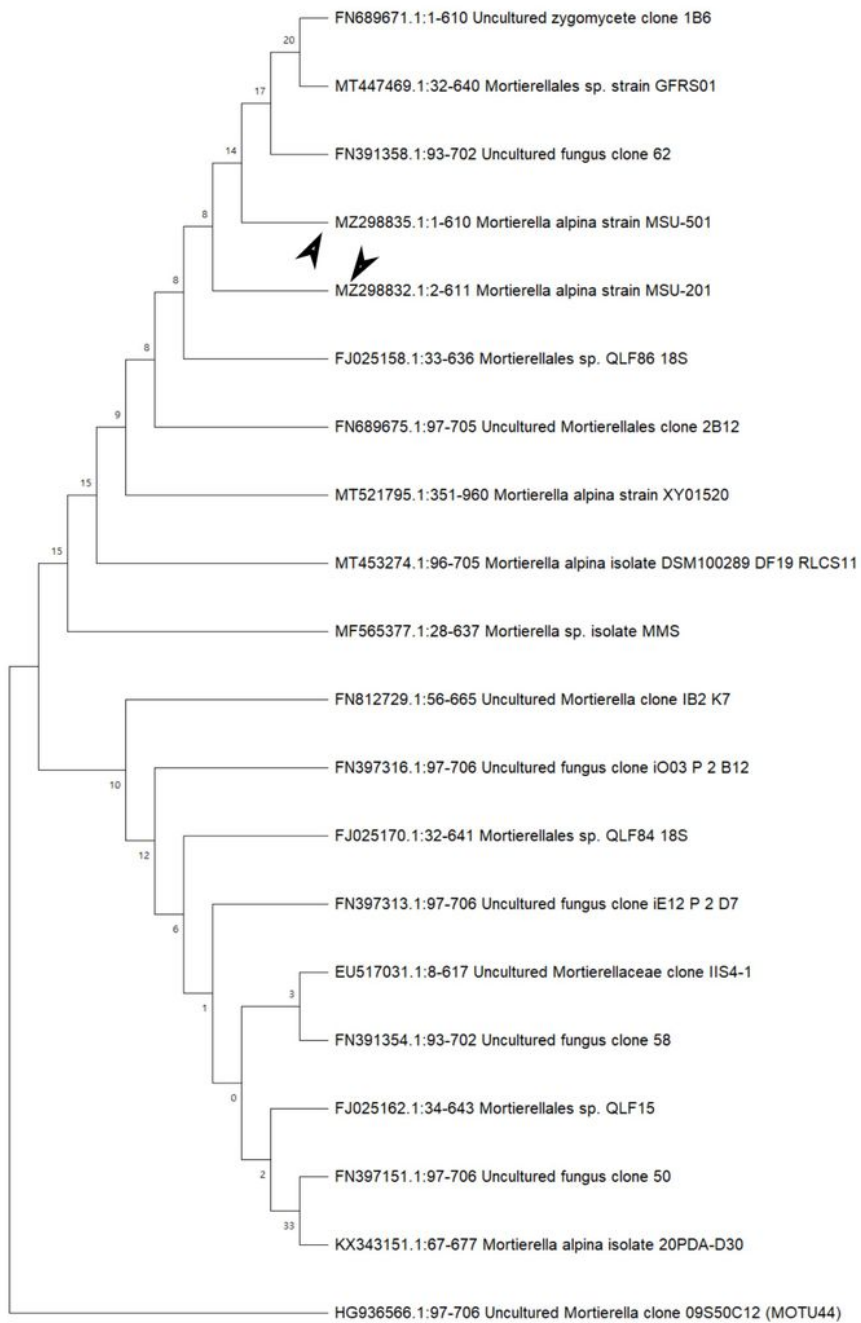 FN689671.1:1-610 Uncultured zygomycete clone 1B6
20
MT447469.1:32-640 Mortierellales sp. strain GFRS01
17
FN391358.1:93-702 Uncultured fungus clone 62
14
MZ298835.1:1-610 Mortierella alpina strain MSU-501
8
MZ298832.1:2-611 Mortierella alpina strain MSU-201
8
FJ025158.1:33-636 Mortierellales sp. QLF86 18S
8
FN689675.1:97-705 Uncultured Mortierellales clone 2B12
9
MT521795.1:351-960 Mortierella alpina strain XY01520
15
MT453274.1:96-705 Mortierella alpina isolate DSM100289 DF19 RLCS11
15
MF565377.1:28-637 Mortierella sp. isolate MMS
FN812729.1:56-665 Uncultured Mortierella clone IB2 K7
10
FN397316.1:97-706 Uncultured fungus clone iO03 P 2 B12
12
FJ025170.1:32-641 Mortierellales sp. QLF84 18S
6
FN397313.1:97-706 Uncultured fungus clone iE12 P 2 D7
1
EU517031.1:8-617 Uncultured Mortierellaceae clone IIS4-1
3
FN391354.1:93-702 Uncultured fungus clone 58
0
FJ025162.1:34-643 Mortierellales sp. QLF15
2
FN397151.1:97-706 Uncultured fungus clone 50
33
KX343151.1:67-677 Mortierella alpina isolate 20PDA-D30
HG936566.1:97-706 Uncultured Mortierella clone 09S50C12 (MOTU44)